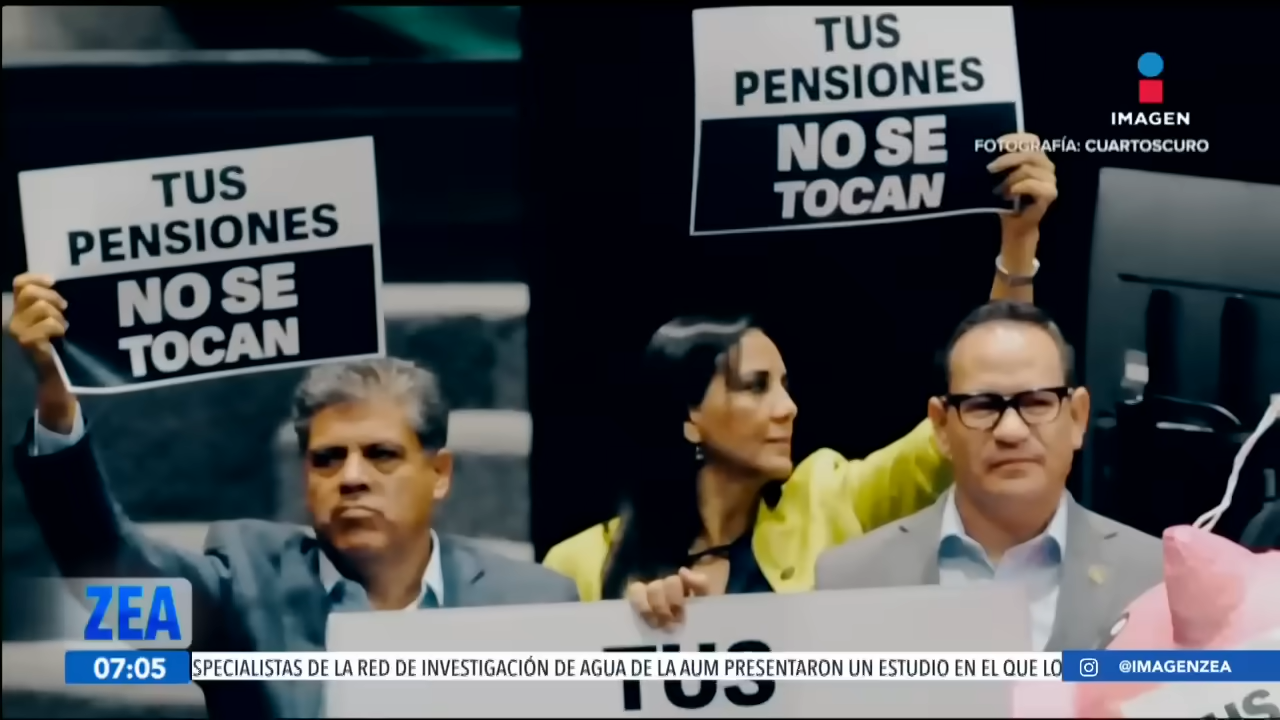 TUS
PENSIONES
NO SE
TOCAN
IMAGEN
FOTOGRAFÍA: CUARTOSCURO
TUS
PENSIONES
NO SE
TOCAN
ZEA
07:05
SPECIALISTAS DE LA RED DE INVESTIGACIÓN DE AGUA DE LA AUM PRESENTARON UN ESTUDIO EN EL QUE LO
@IMAGENZEA
TUS